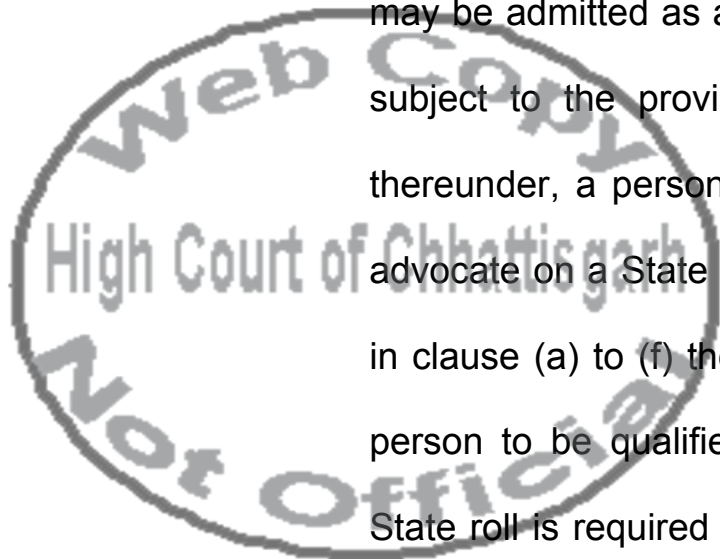 may be admitted as a
subject to the provi
thereunder, a person
advocate on a State
in clause (a) to (f) the
person to be qualifie
State roll is required
Web Copy
High Court of Chhattisgarh
Not Official